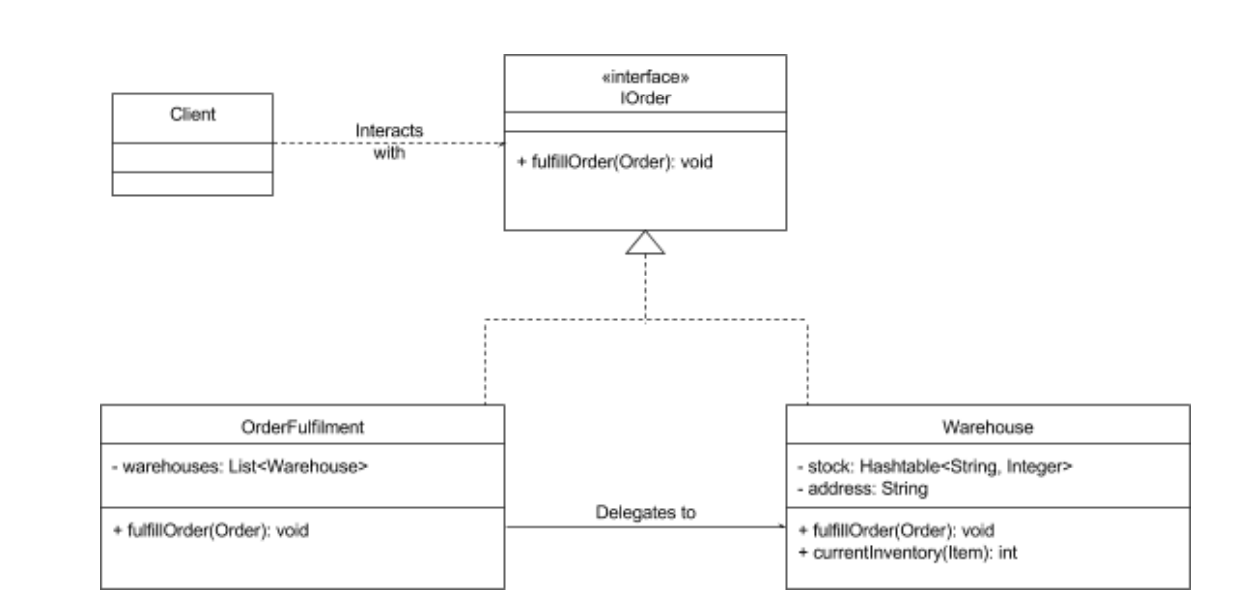 «interface»
IOrder
Client
Interacts
with
+ fulfillOrder(Order): void
OrderFulfilment
- warehouses: List<Warehouse>
+ fulfillOrder(Order): void
Delegates to
Warehouse
- stock: Hashtable<String, Integer>
- address: String
+ fulfillOrder(Order): void
+ currentInventory(Item): int